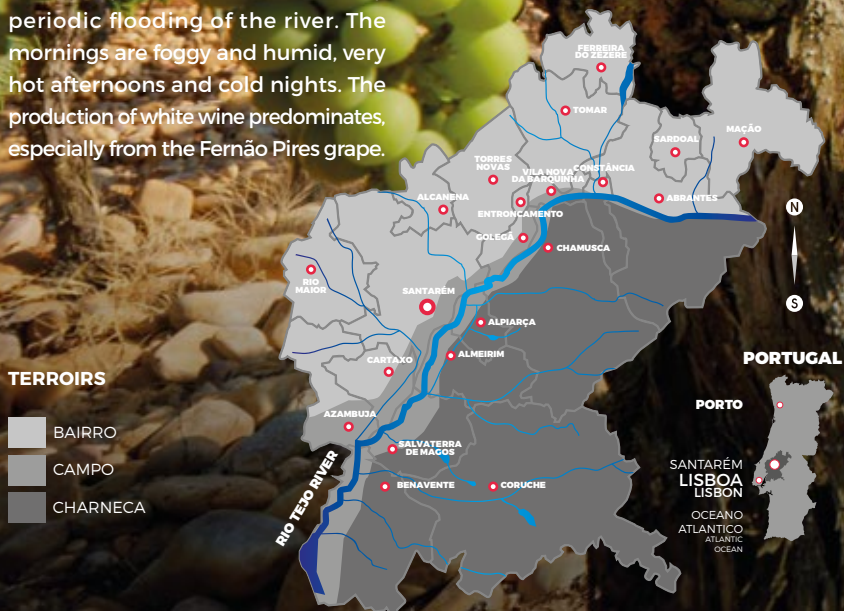 periodic flooding of the river. The
mornings are foggy and humid, very
hot afternoons and cold nights. The
production of white wine predominates,
especially from the Fernão Pires grape.
FERREIRA
DO ZÊZERE
TOMAR
MAÇÃO
SARDOAL
TORRES
NOVAS
VILA NOVA
DA BARQUINHA
CONSTÂNCIA
ABRANTES
ALCANENA
ENTRONCAMENTO
GOLEGÃ
CHAMUSCA
RIO
MAIOR
SANTARÉM
ALPIARÇA
ALMEIRIM
CARTAXO
AZAMBUJA
SALVATERRA
DE MAGOS
BENAVENTE
CORUCHE
RIO TEJO RIVER
TERROIRS
BAIRRO
CAMPO
CHARNECA
N
S
PORTUGAL
PORTO
SANTARÉM
LISBOA
LISBON
OCEANO
ATLANTICO
ATLANTIC
OCEAN